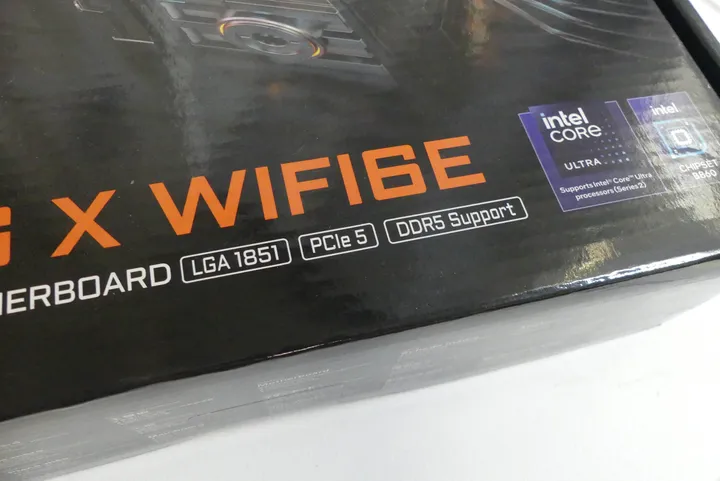 G X WIFI6E
HERBOARD LGA 1851 PCIe 5 DDR5 Support
intel
CORE
ULTRA
Supports Intel® Core™ Ultra
processors (Series 2)
intel
CHIPSET
B860